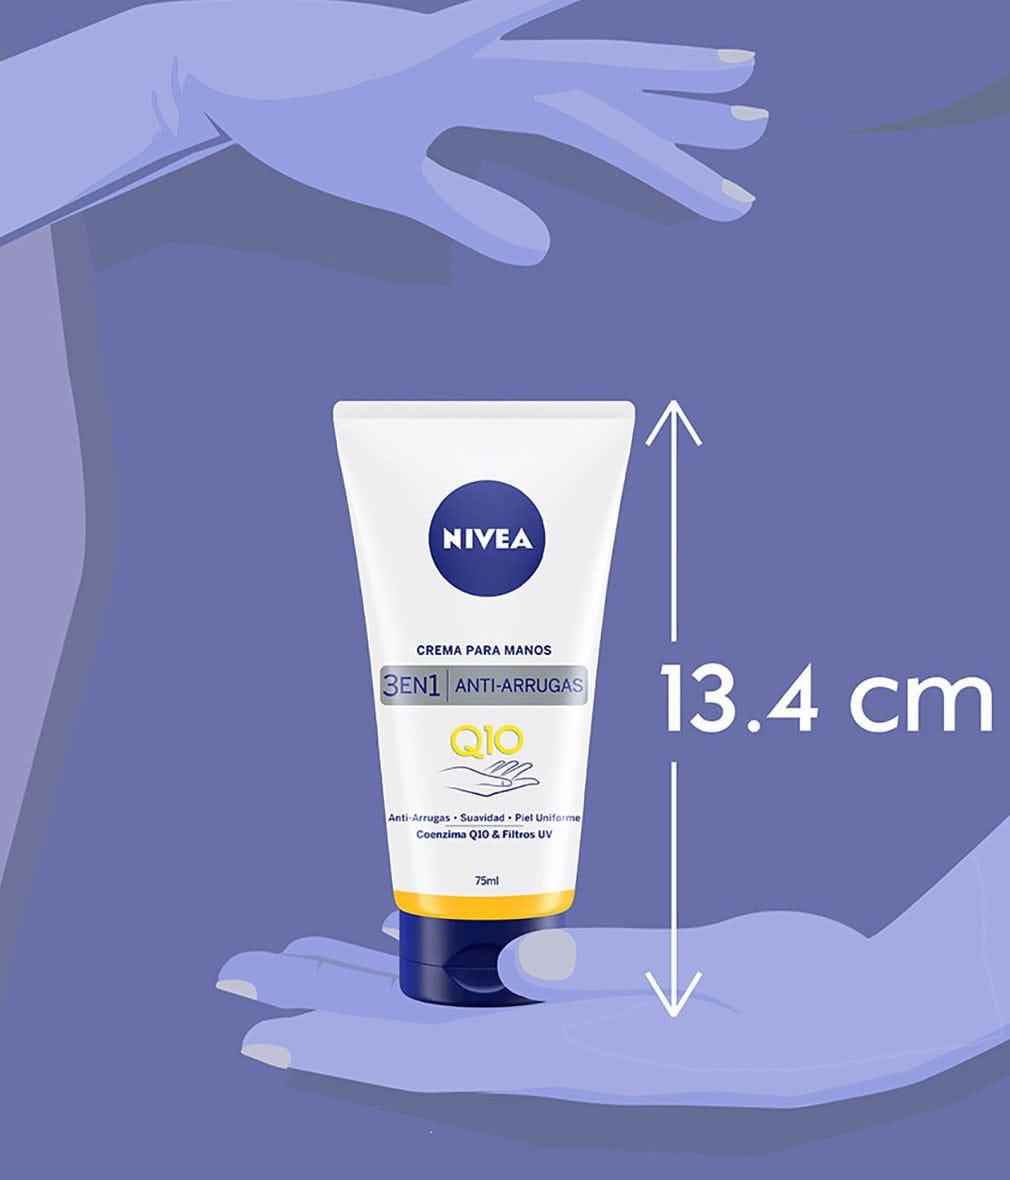 NIVEA
CREMA PARA MANOS
3EN1 | ANTI-ARRUGAS
Q10
Anti-Arrugas • Suavidad • Piel Uniforme
Coenzima Q10 & Filtros UV
75ml
13.4 cm